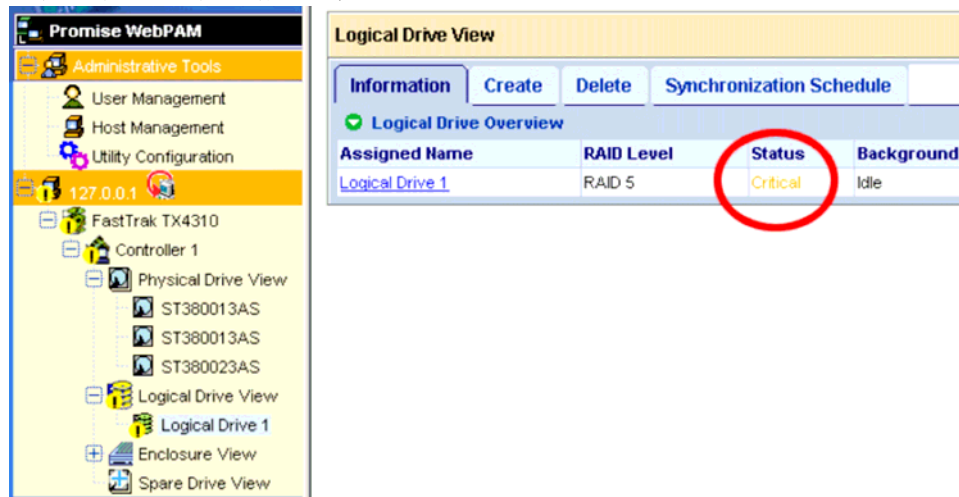 Promise WebPAM
Administrative Tools
User Management
Host Management
Utility Configuration
127.0.0.1
FastTrak TX4310
Controller 1
Physical Drive View
ST380013AS
ST380013AS
ST380023AS
Logical Drive View
Logical Drive 1
Enclosure View
Spare Drive View
Logical Drive View
Information Create Delete Synchronization Schedule
Logical Drive Overview
Assigned Name RAID Level Status Background
Logical Drive 1 RAID 5 Critical Idle